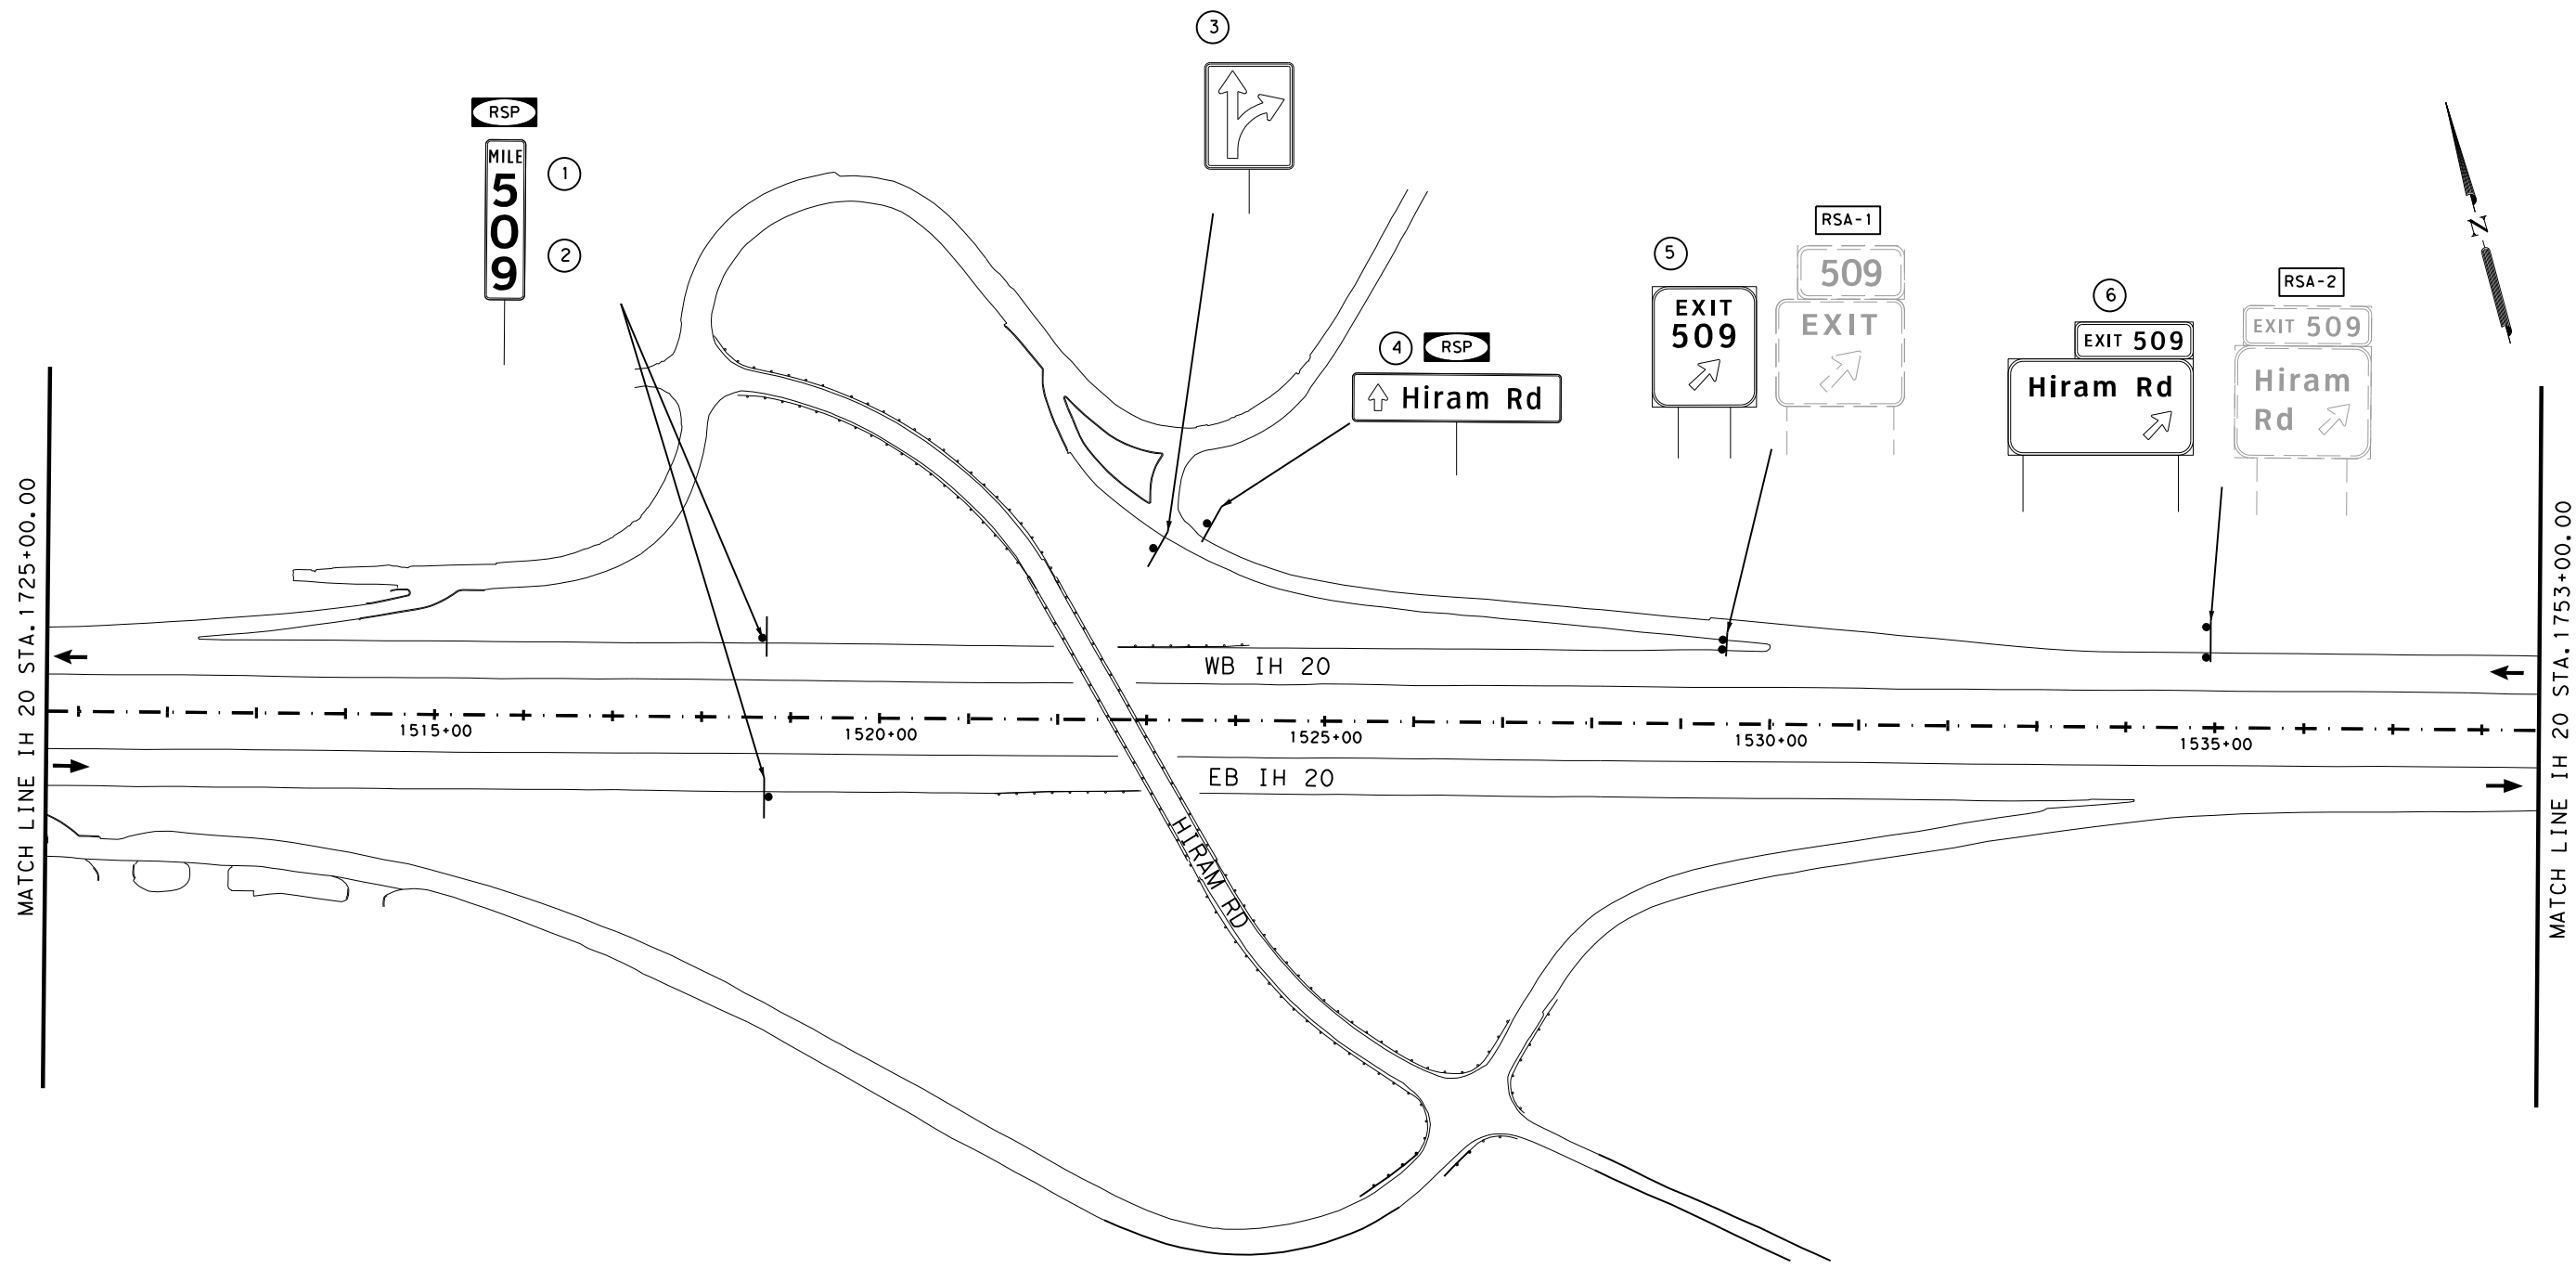 3
RSP
MILE
5
0
9
1
2
RSA-1
509
EXIT
5
EXIT
509
RSA-2
6
EXIT 509
Hiram
Rd
EXIT 509
Hiram Rd
4
RSP
Hiram Rd
N
MATCH LINE IH 20 STA.1725+00.00
MATCH LINE IH 20 STA.1753+00.00
WB IH 20
1515+00
1520+00
1525+00
1530+00
1535+00
EB IH 20
HIRAM RD